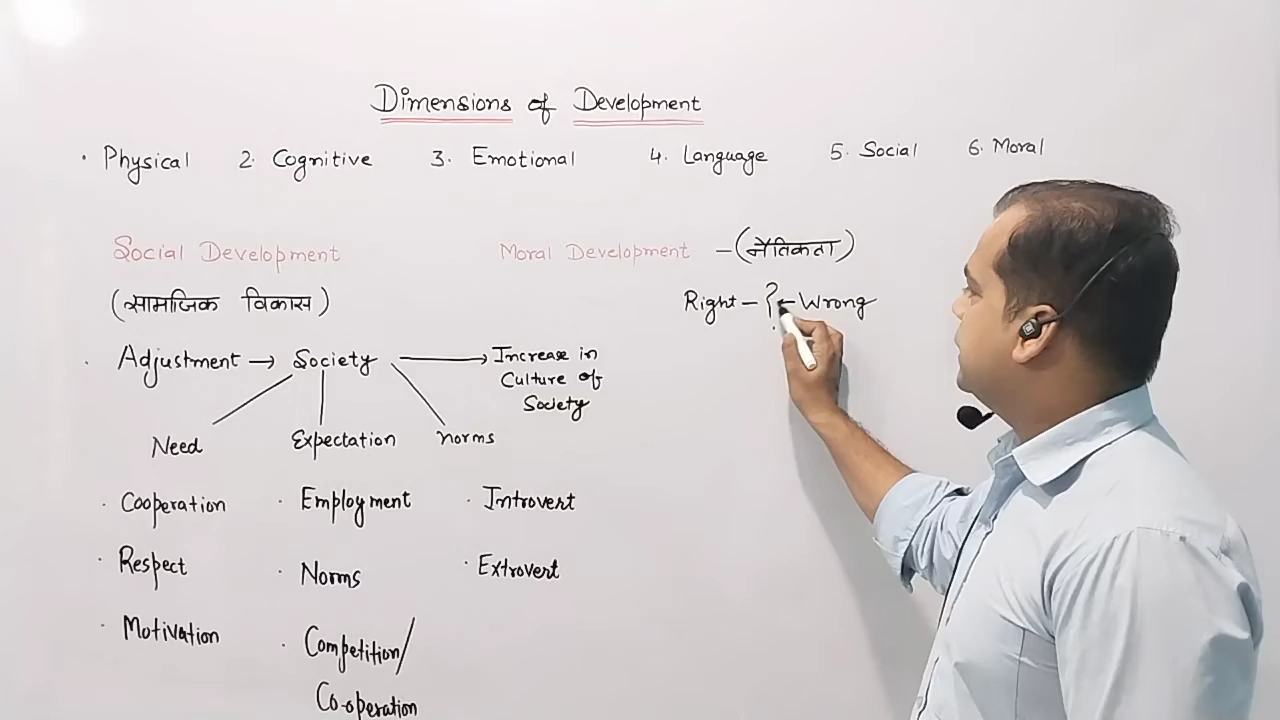 Dimensions of Development
· Physical 2. Cognitive 3. Emotional 4. Language 5. Social 6. Moral
Social Development
(सामाजिक विकास)
· Adjustment → Society → Increase in
Culture of
Society
Need Expectation Norms
· Cooperation · Employment · Introvert
· Respect · Norms · Extrovert
· Motivation · Competition/
Co-operation
Moral Development - (नैतिकता)
Right - ? - Wrong